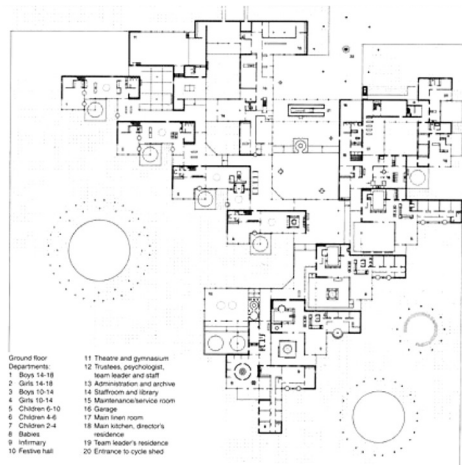 Ground floor
Departments:
1 Boys 14-18
2 Girls 14-18
3 Boys 10-14
4 Girls 10-14
5 Children 6-10
6 Children 4-6
7 Children 2-4
8 Babies
9 Infirmary
10 Festive hall
11 Theatre and gymnasium
12 Trustees, psychologist,
team leader and staff
13 Administration and archive
14 Staffroom and library
15 Maintenance/service room
16 Garage
17 Main linen room
18 Main kitchen, director's
residence
19 Team leader's residence
20 Entrance to cycle shed